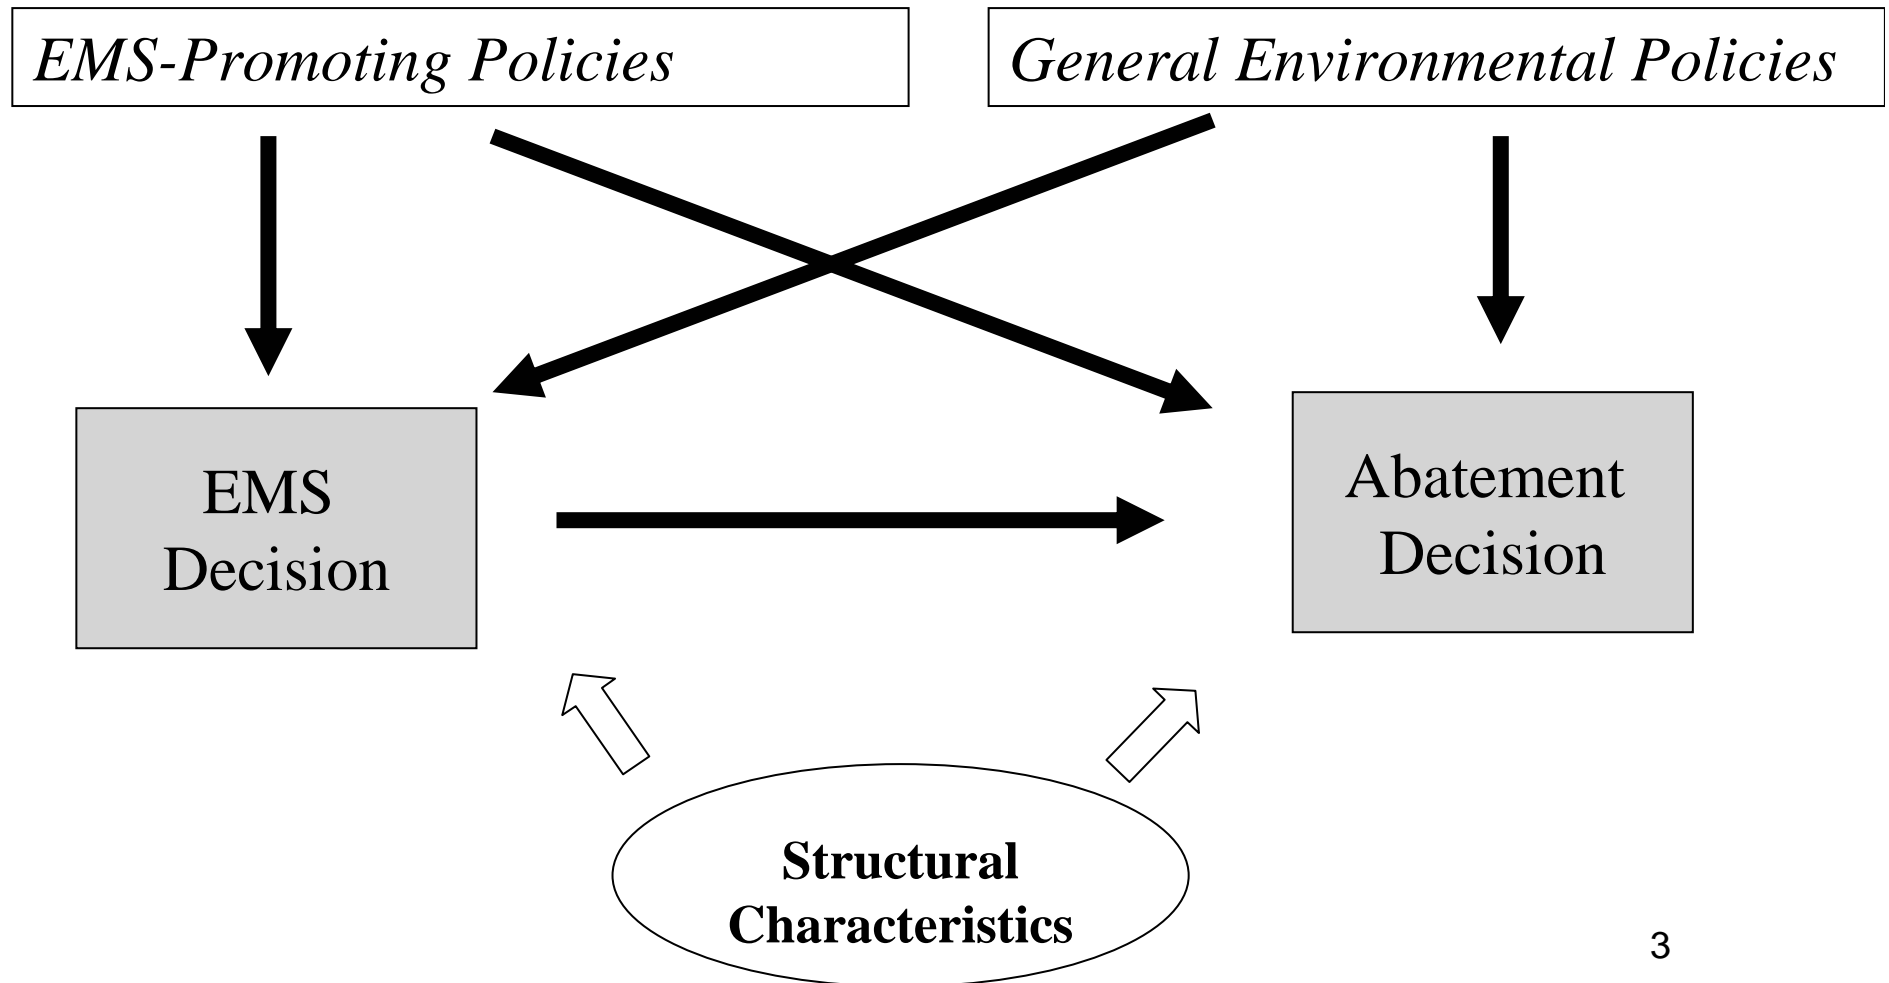 EMS-Promoting Policies
General Environmental Policies
EMS
Decision
Abatement
Decision
Structural
Characteristics
3